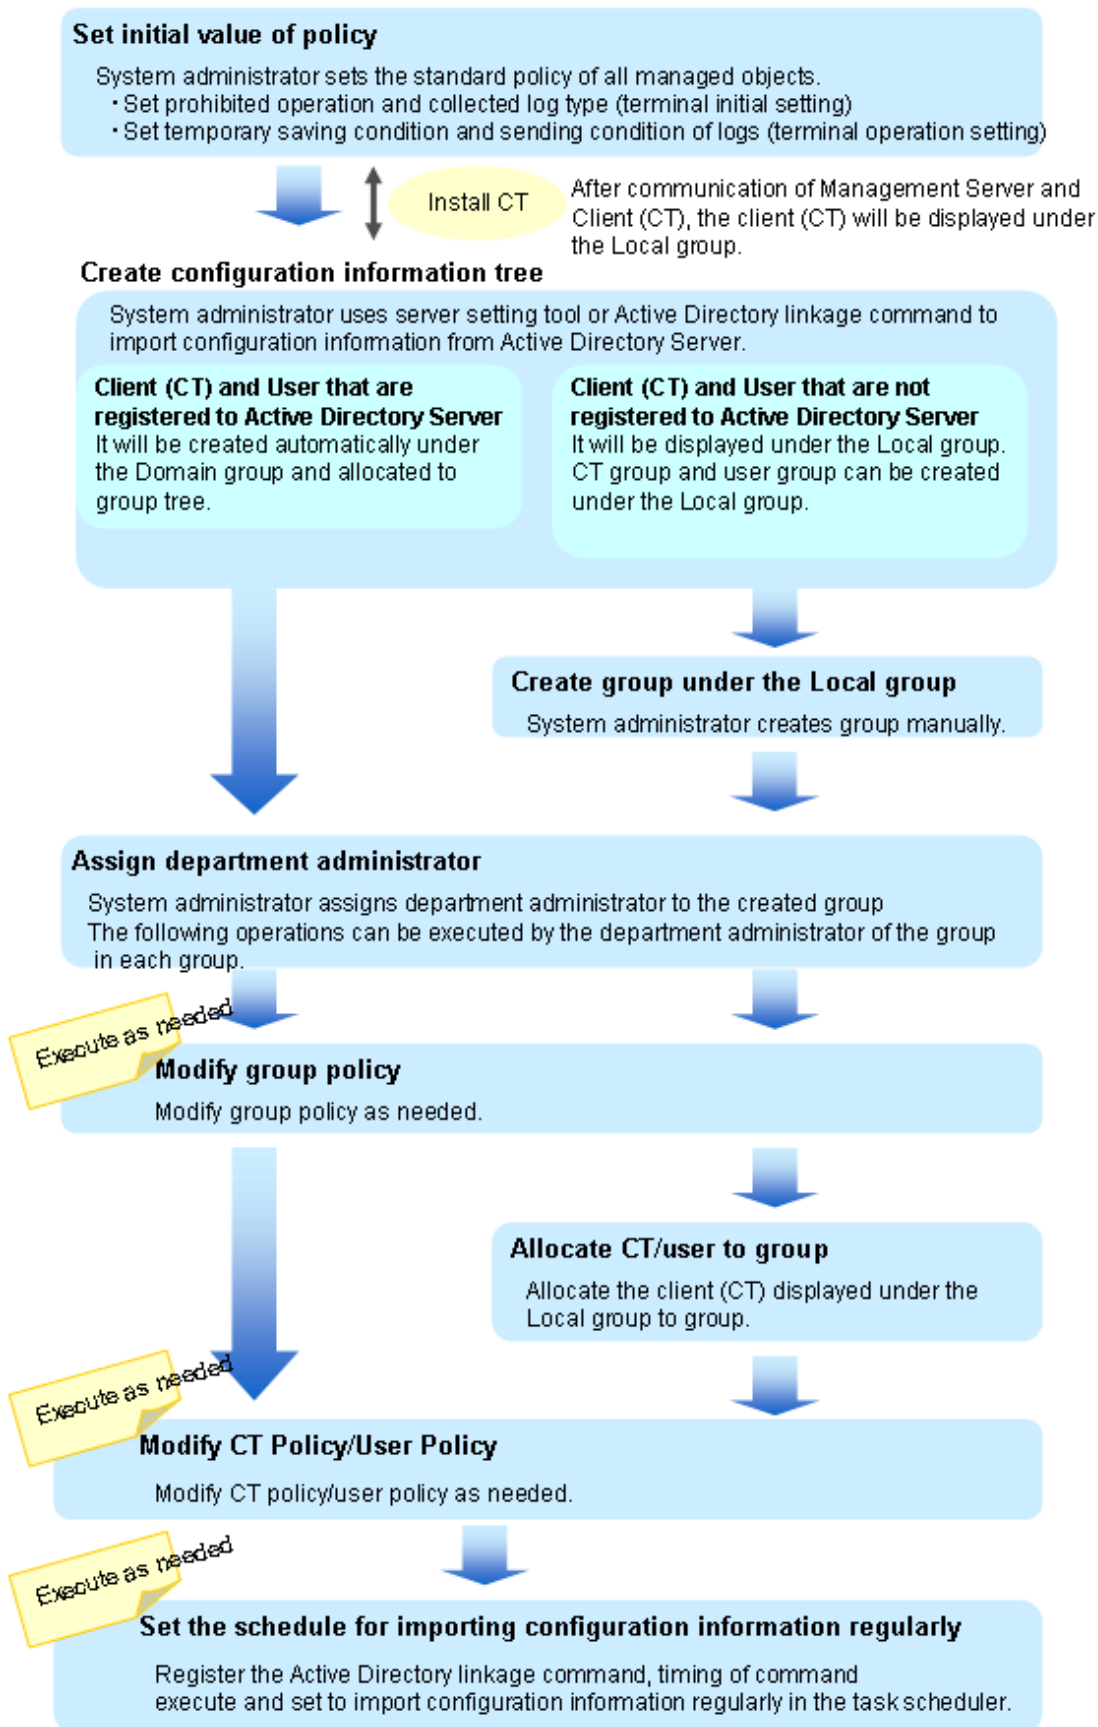 Set initial value of policy
System administrator sets the standard policy of all managed objects.
・Set prohibited operation and collected log type (terminal initial setting)
・Set temporary saving condition and sending condition of logs (terminal operation setting)
Install CT
After communication of Management Server and
Client (CT), the client (CT) will be displayed under
the Local group.
Create configuration information tree
System administrator uses server setting tool or Active Directory linkage command to
import configuration information from Active Directory Server.
Client (CT) and User that are
registered to Active Directory Server
It will be created automatically under
the Domain group and allocated to
group tree.
Client (CT) and User that are not
registered to Active Directory Server
It will be displayed under the Local group.
CT group and user group can be created
under the Local group.
Create group under the Local group
System administrator creates group manually.
Assign department administrator
System administrator assigns department administrator to the created group
The following operations can be executed by the department administrator of the group
in each group.
Execute as needed
Modify group policy
Modify group policy as needed.
Allocate CT/user to group
Allocate the client (CT) displayed under the
Local group to group.
Execute as needed
Modify CT Policy/User Policy
Modify CT policy/user policy as needed.
Execute as needed
Set the schedule for importing configuration information regularly
Register the Active Directory linkage command, timing of command
execute and set to import configuration information regularly in the task scheduler.